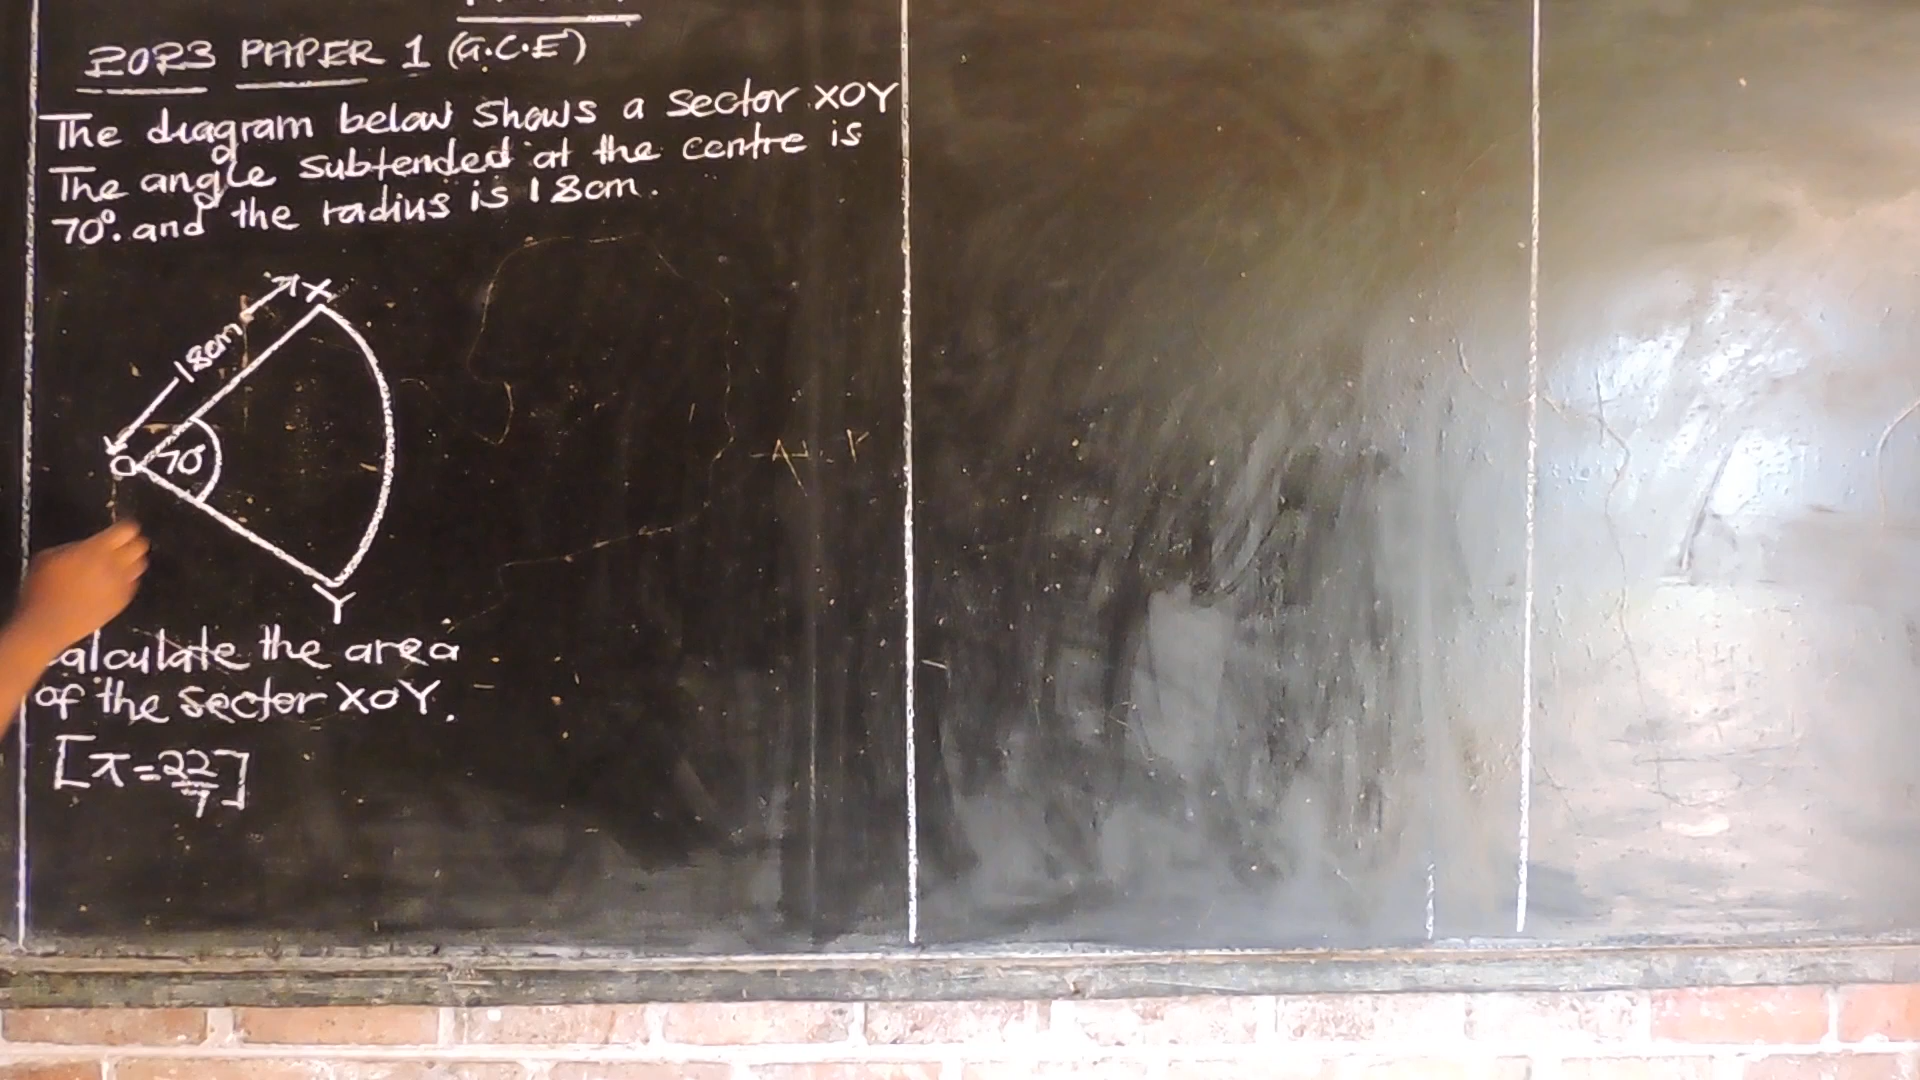 2023 PAPER 1 (G.C.E)
The diagram below shows a sector XOY
The angle subtended at the centre is
70°. and the radius is 18cm.
X
18cm
O 70°
Y
alculate the area
of the sector XOY.
[π=22/7]